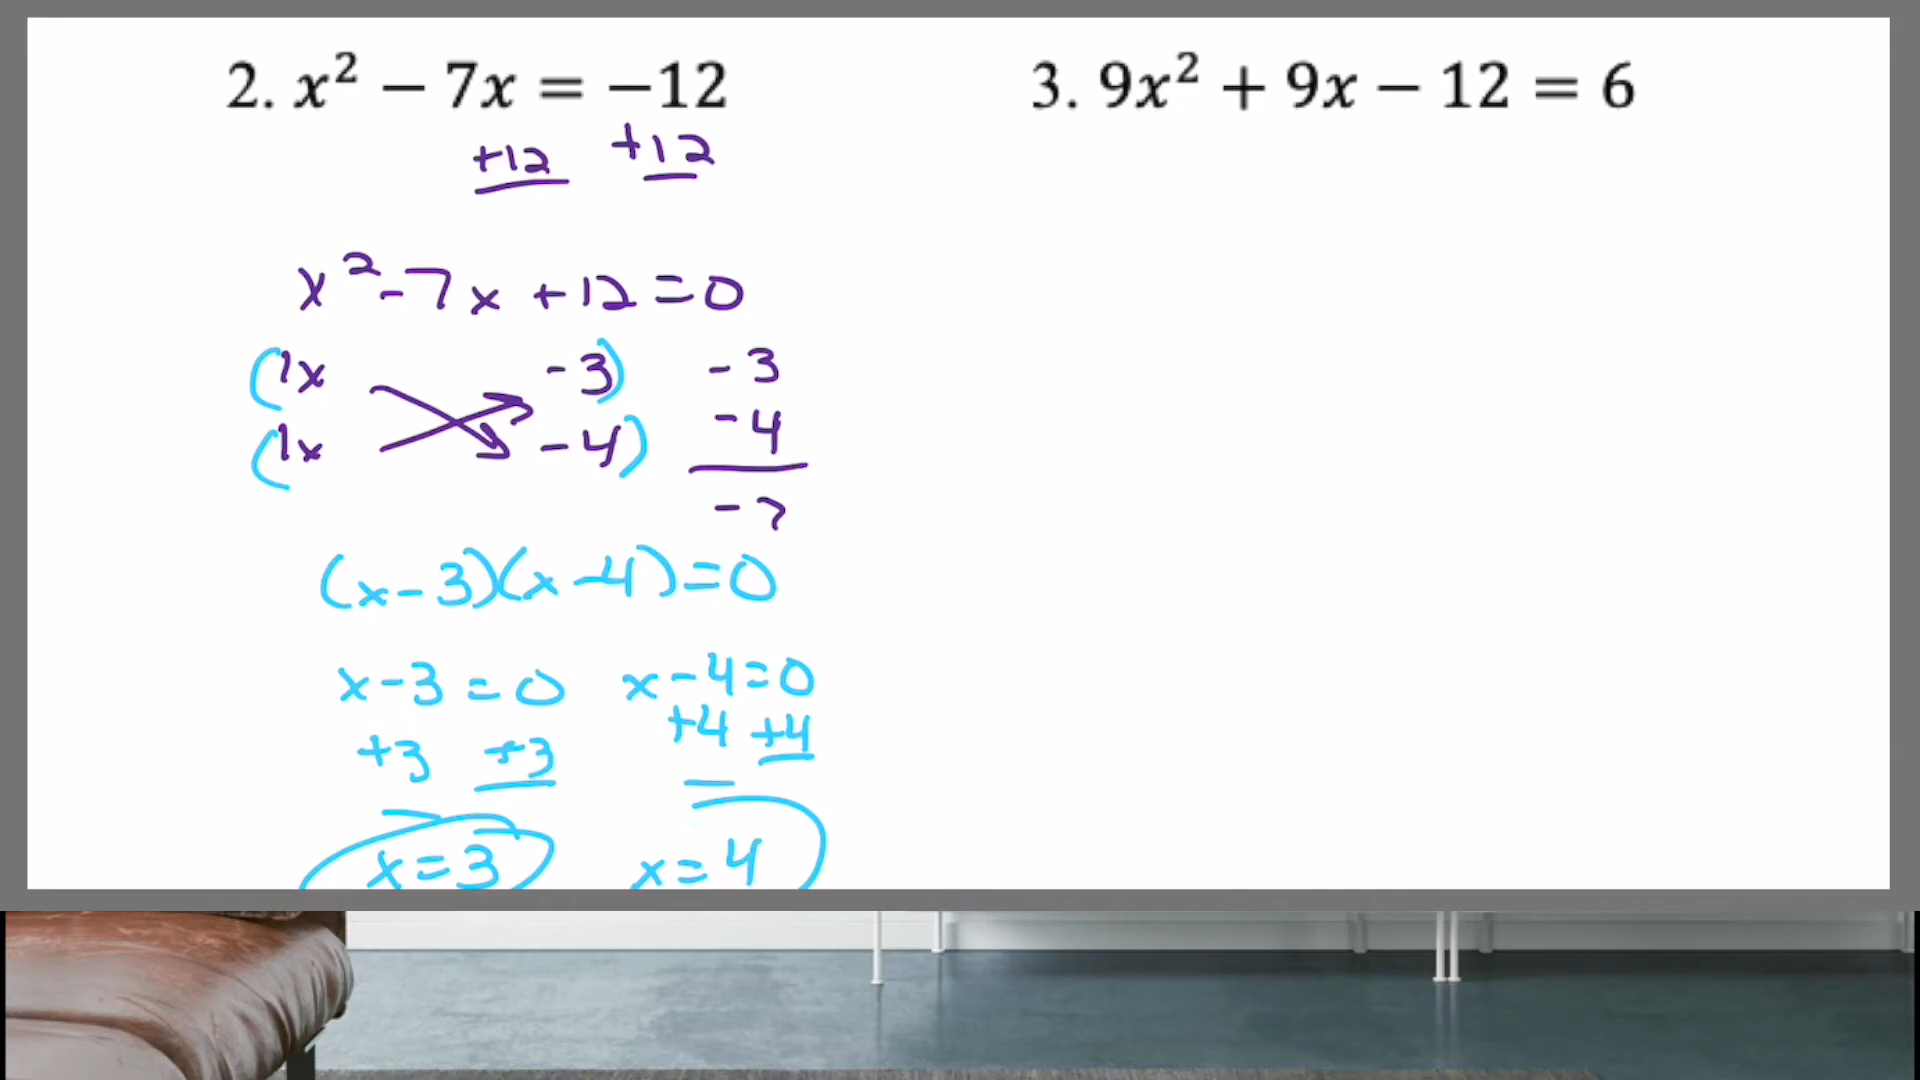 2. x² − 7x = −12
+12 +12
x² - 7x + 12 = 0
(1x -3) -3
(1x -4) -4
-7
(x - 3)(x - 4) = 0
x - 3 = 0 x - 4 = 0
+3 +3 +4 +4
x = 3 x = 4
3. 9x² + 9x − 12 = 6